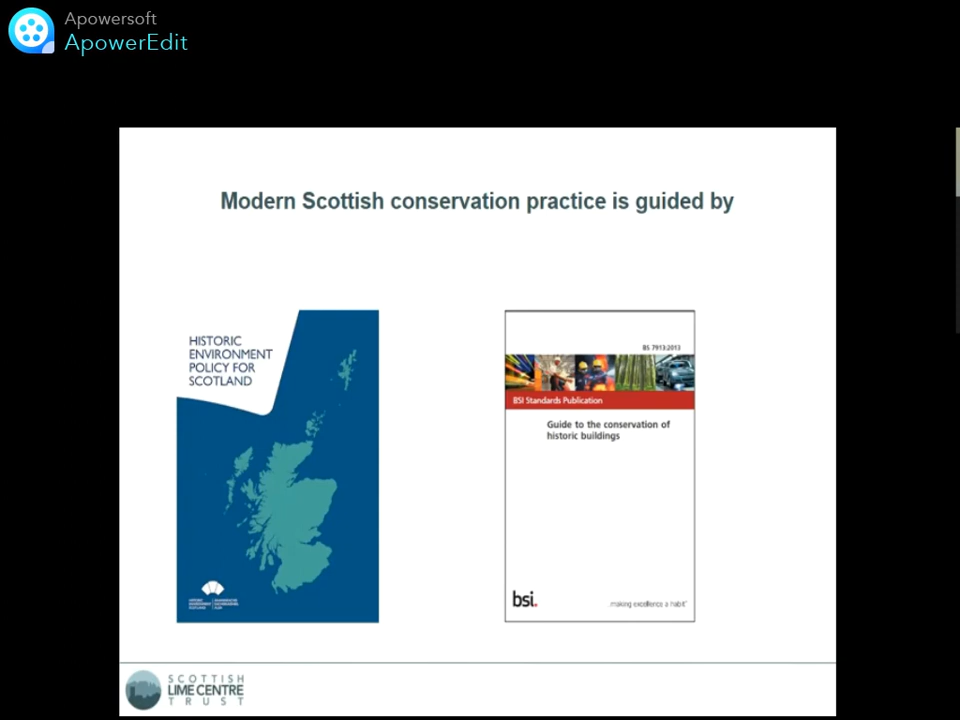 Apowersoft
ApowerEdit
Modern Scottish conservation practice is guided by
HISTORIC
ENVIRONMENT
POLICY FOR
SCOTLAND
BS 7913:2013
BSI Standards Publication
Guide to the conservation of
historic buildings
bsi.
...making excellence a habit."
SCOTTISH
LIME CENTRE
TRUST